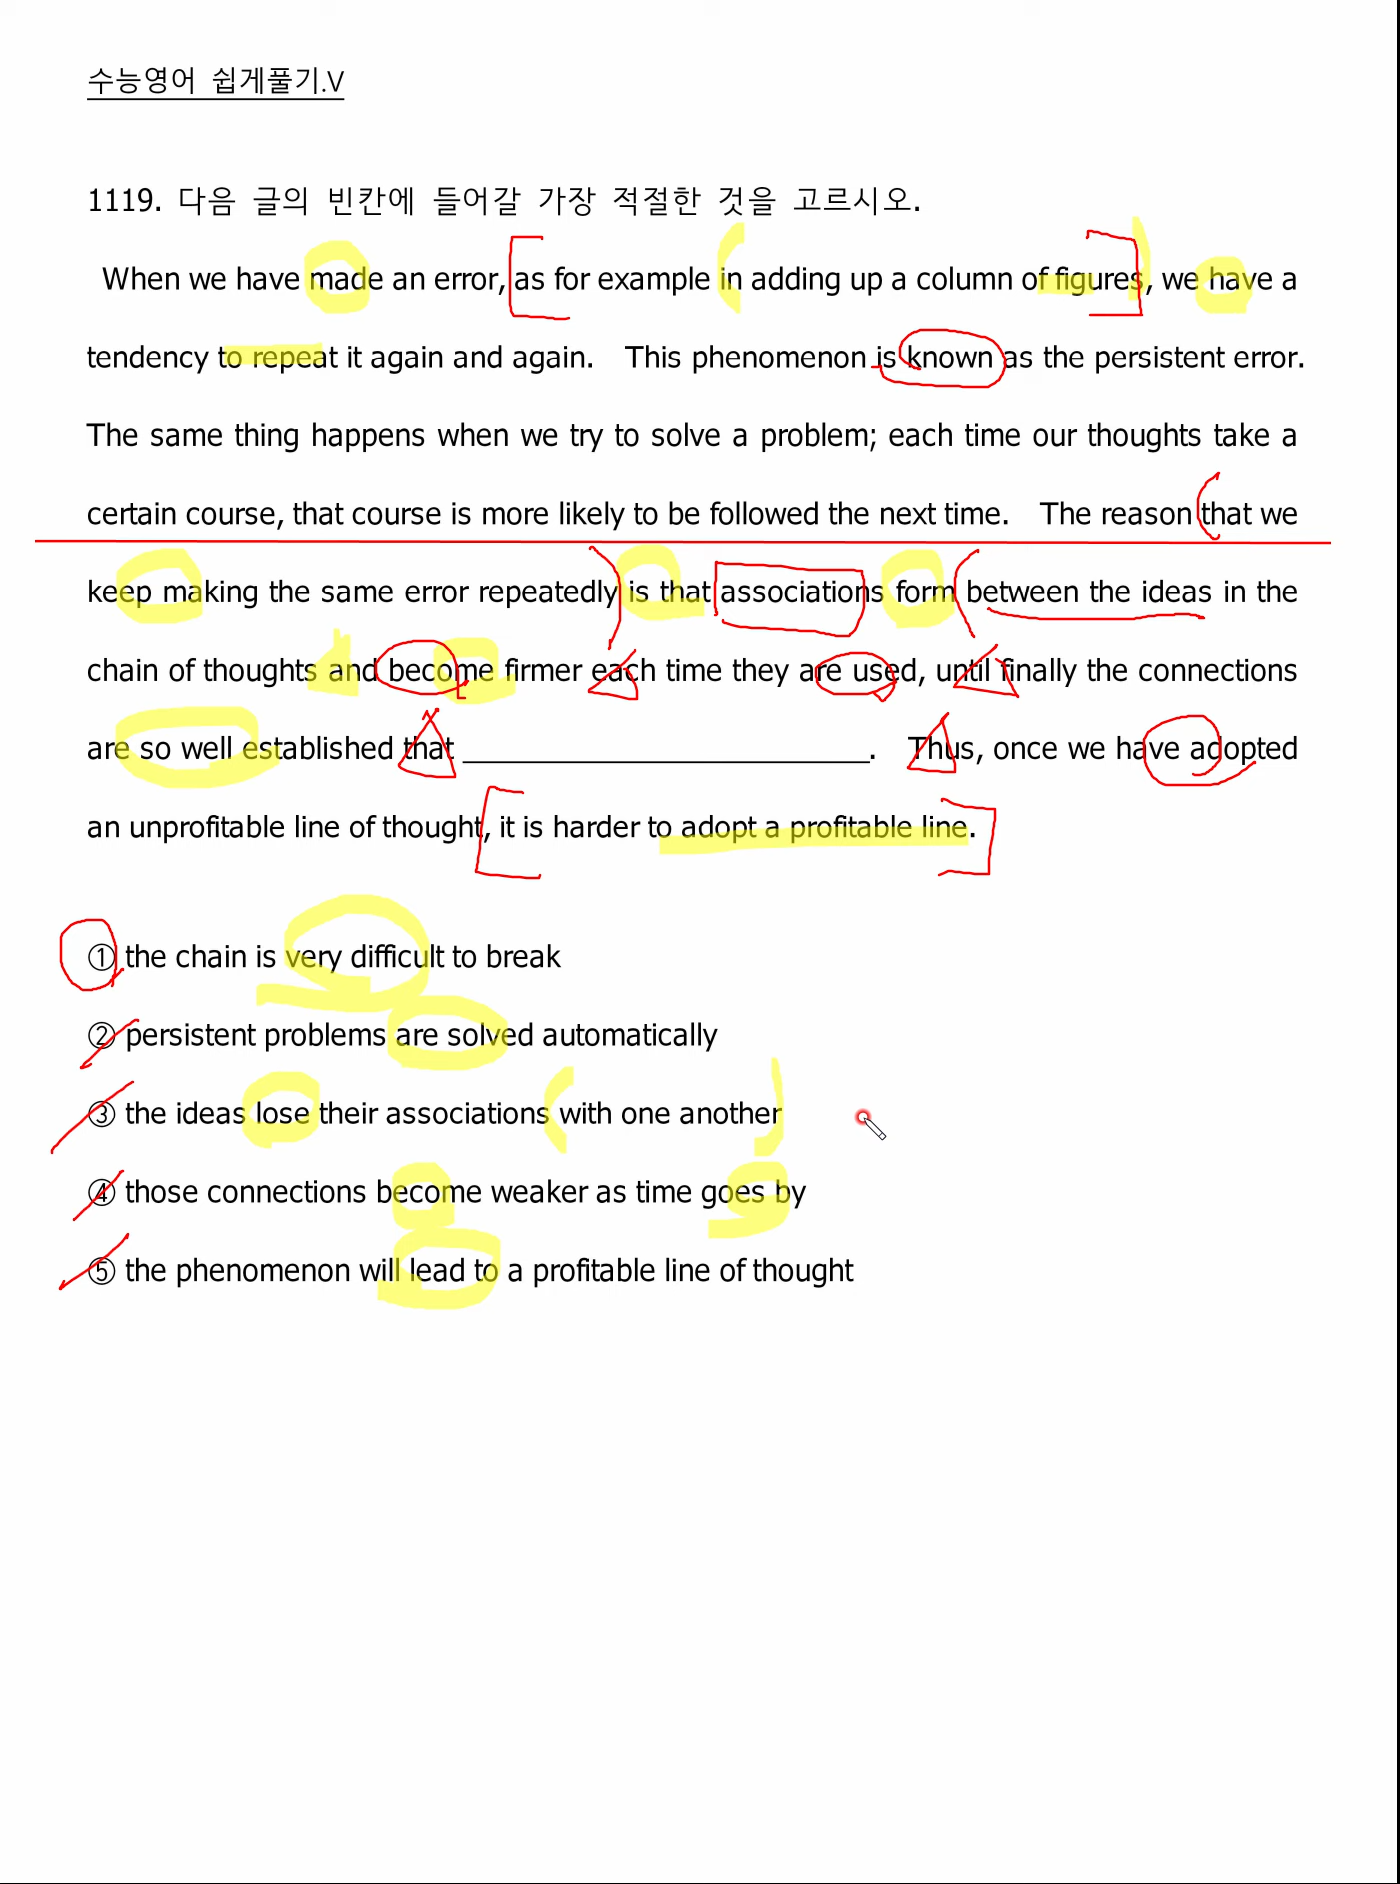 수능영어 쉽게풀기.V
1119. 다음 글의 빈칸에 들어갈 가장 적절한 것을 고르시오.
When we have made an error, as for example in adding up a column of figures, we have a
tendency to repeat it again and again. This phenomenon is known as the persistent error.
The same thing happens when we try to solve a problem; each time our thoughts take a
certain course, that course is more likely to be followed the next time. The reason that we
keep making the same error repeatedly is that associations form between the ideas in the
chain of thoughts and become firmer each time they are used, until finally the connections
are so well established that ______________________. Thus, once we have adopted
an unprofitable line of thought, it is harder to adopt a profitable line.
① the chain is very difficult to break
② persistent problems are solved automatically
③ the ideas lose their associations with one another
④ those connections become weaker as time goes by
⑤ the phenomenon will lead to a profitable line of thought